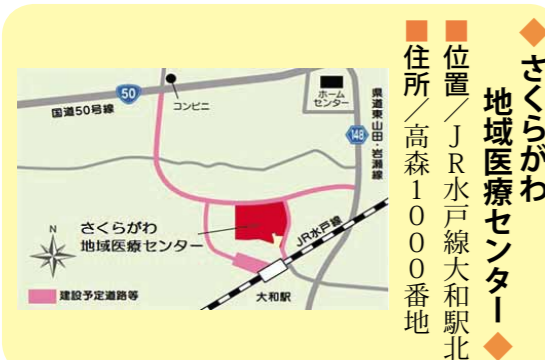 ◆さくらがわ
地域医療センター◆
■位置／JR水戸線大和駅北
■住所／高森1000番地
50
国道50号線
コンビニ
ホーム
センター
148
県道東山田・岩瀬線
N
さくらがわ
地域医療センター
JR水戸線
大和駅
建設予定道路等